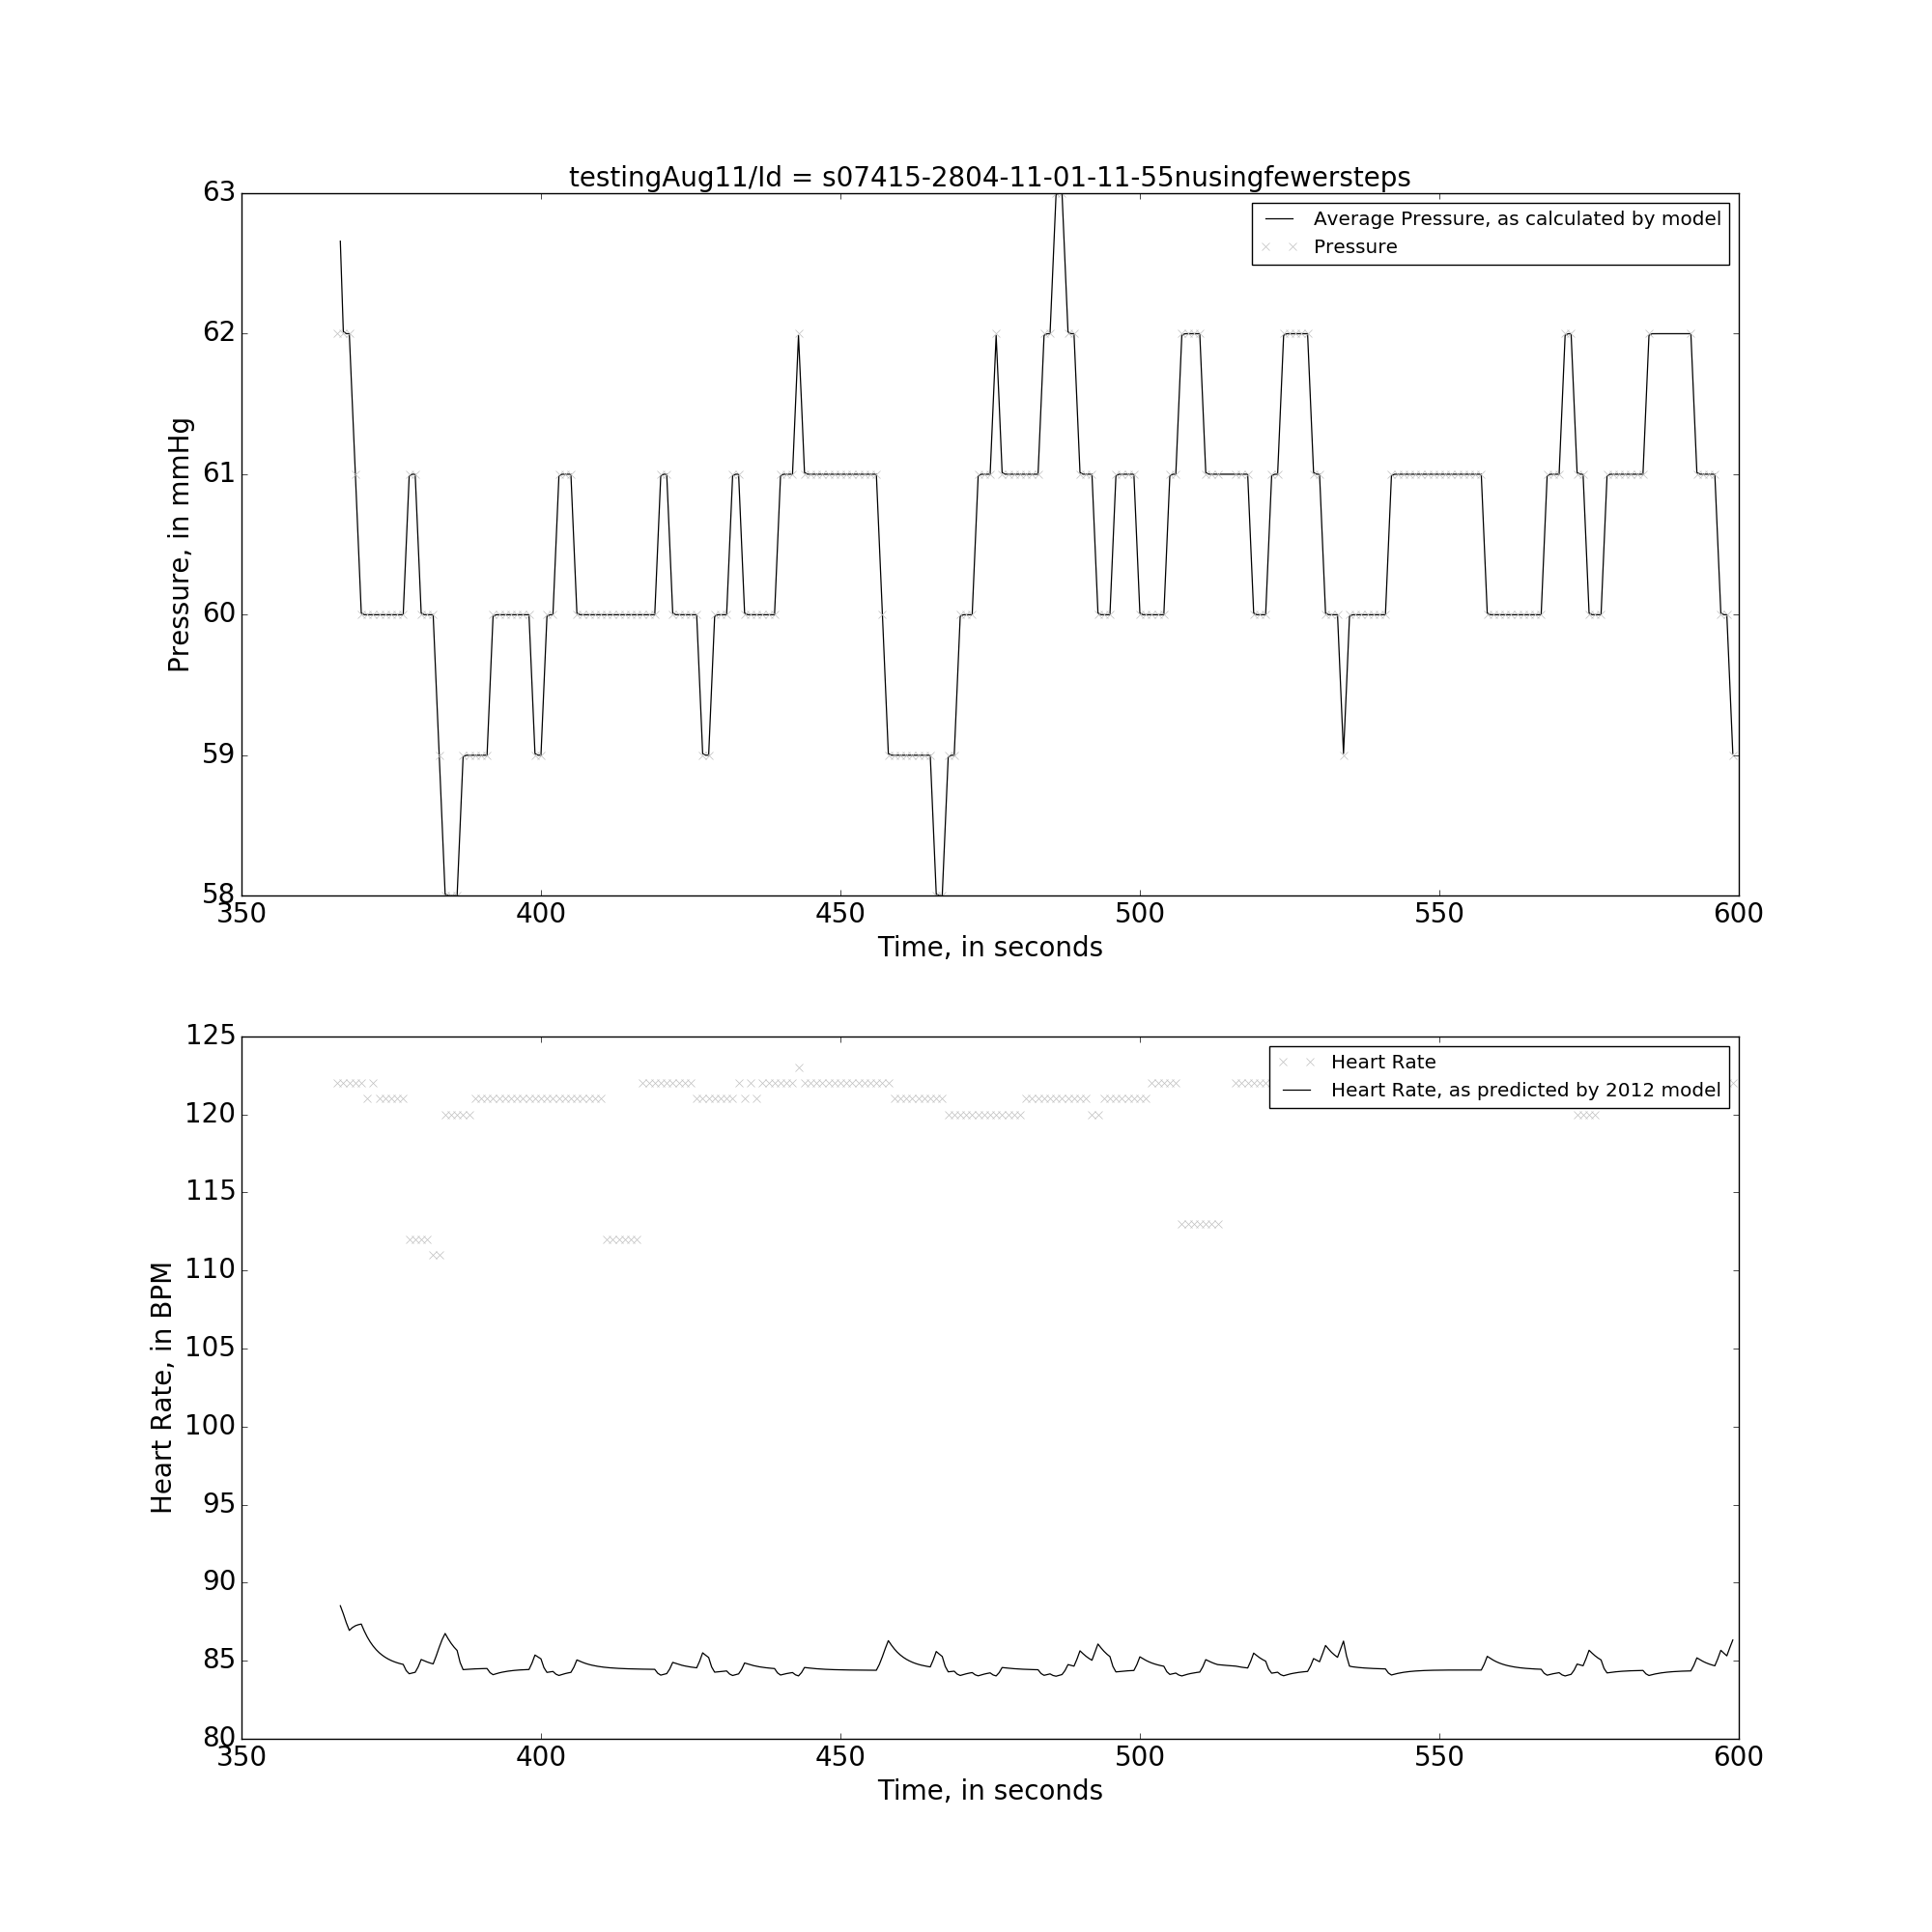 testingAug11/Id = s07415-2804-11-01-11-55nusingfewersteps
63
Average Pressure, as calculated by model
Pressure
62
61
60
59
58
Pressure, in mmHg
350 400 450 500 550 600
Time, in seconds
125
Heart Rate
Heart Rate, as predicted by 2012 model
120
115
110
105
100
95
90
85
80
Heart Rate, in BPM
350 400 450 500 550 600
Time, in seconds